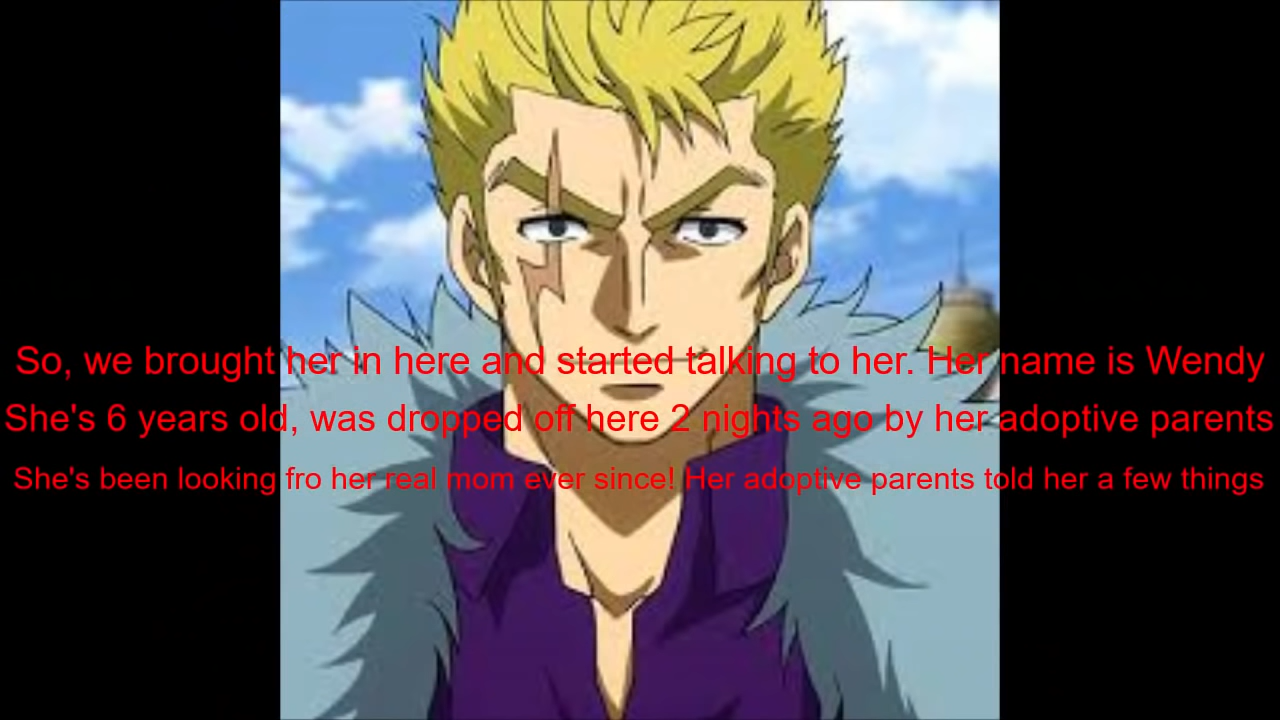 So, we brought her in here and started talking to her. Her name is Wendy
She's 6 years old, was dropped off here 2 nights ago by her adoptive parents
She's been looking fro her real mom ever since! Her adoptive parents told her a few things